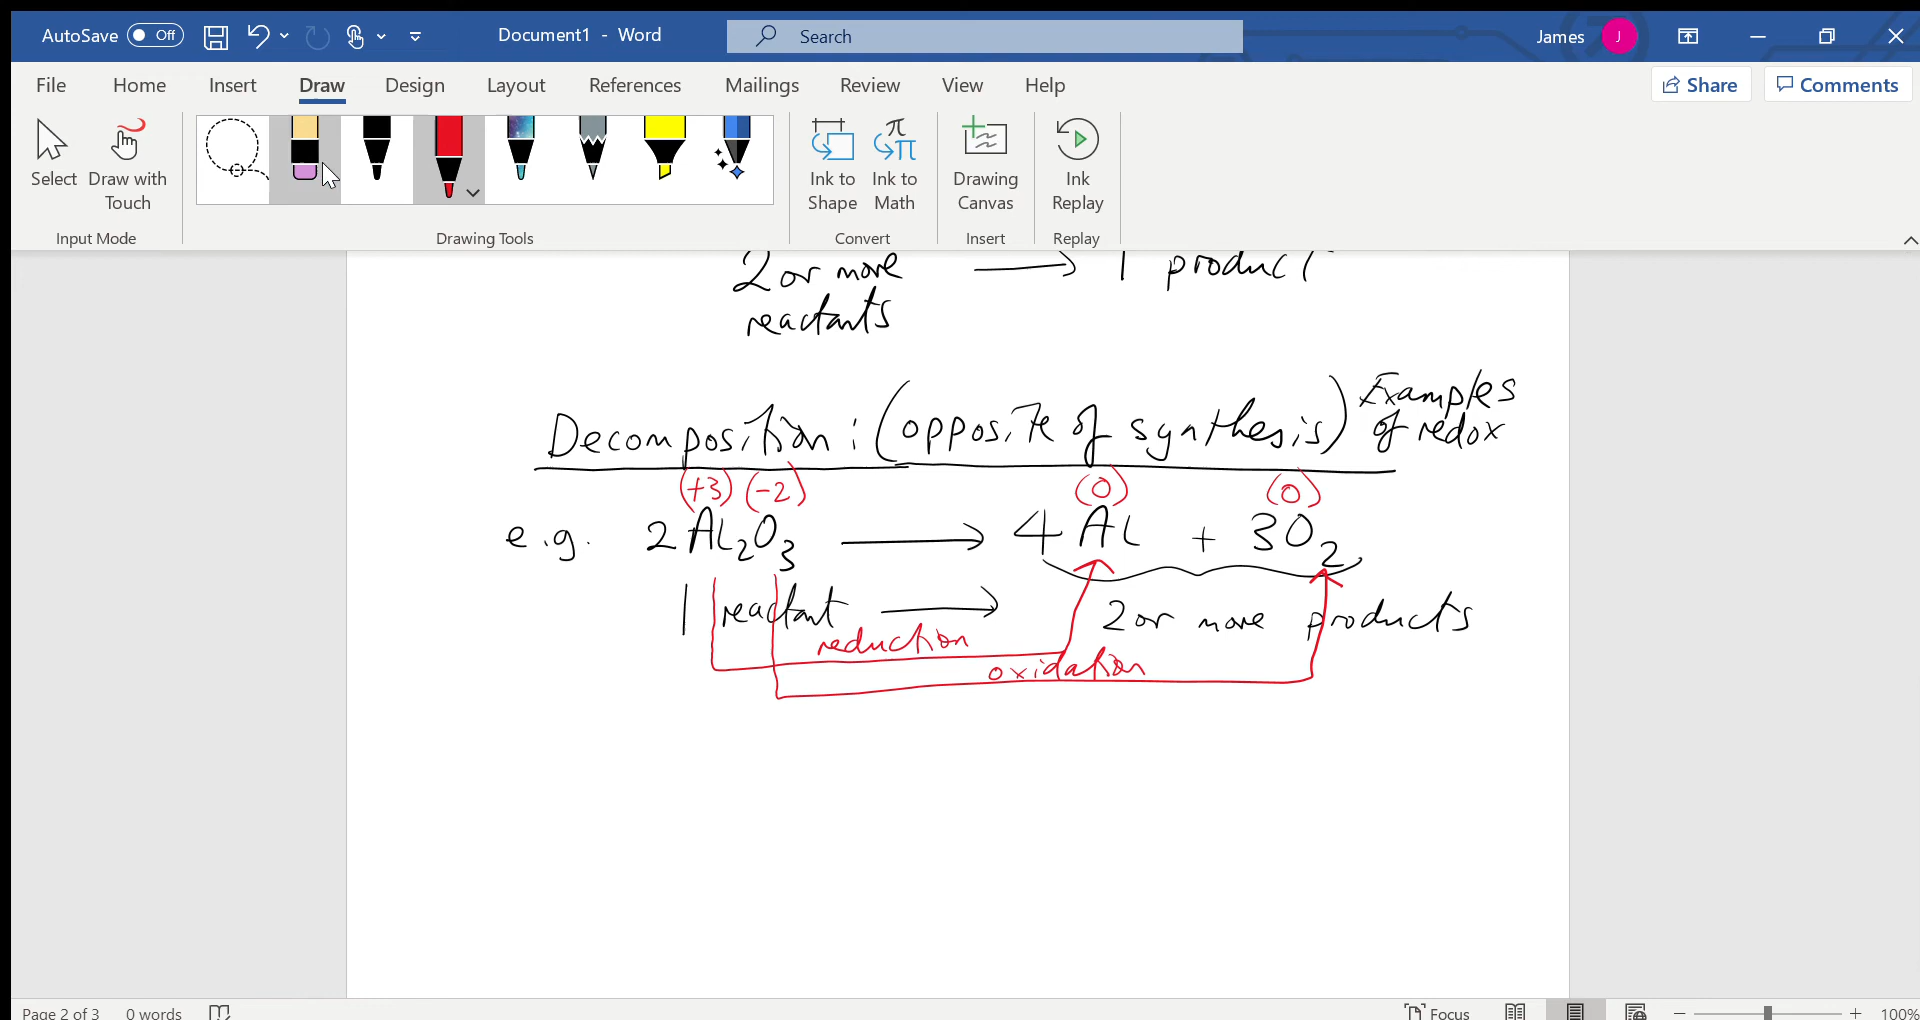 AutoSave Off Document1 - Word Search James J
File Home Insert Draw Design Layout References Mailings Review View Help Share Comments
Select Draw with Touch Ink to Shape Ink to Math Drawing Canvas Ink Replay
Input Mode Drawing Tools Convert Insert Replay
2 or more → 1 product
reactants
Decomposition : (opposite of synthesis) Examples of redox
(+3) (-2) (0) (0)
e.g. 2Al₂O₃ → 4Al + 3O₂
1 reactant → 2 or more products
reduction
oxidation
Page 2 of 3 0 words Focus 100%